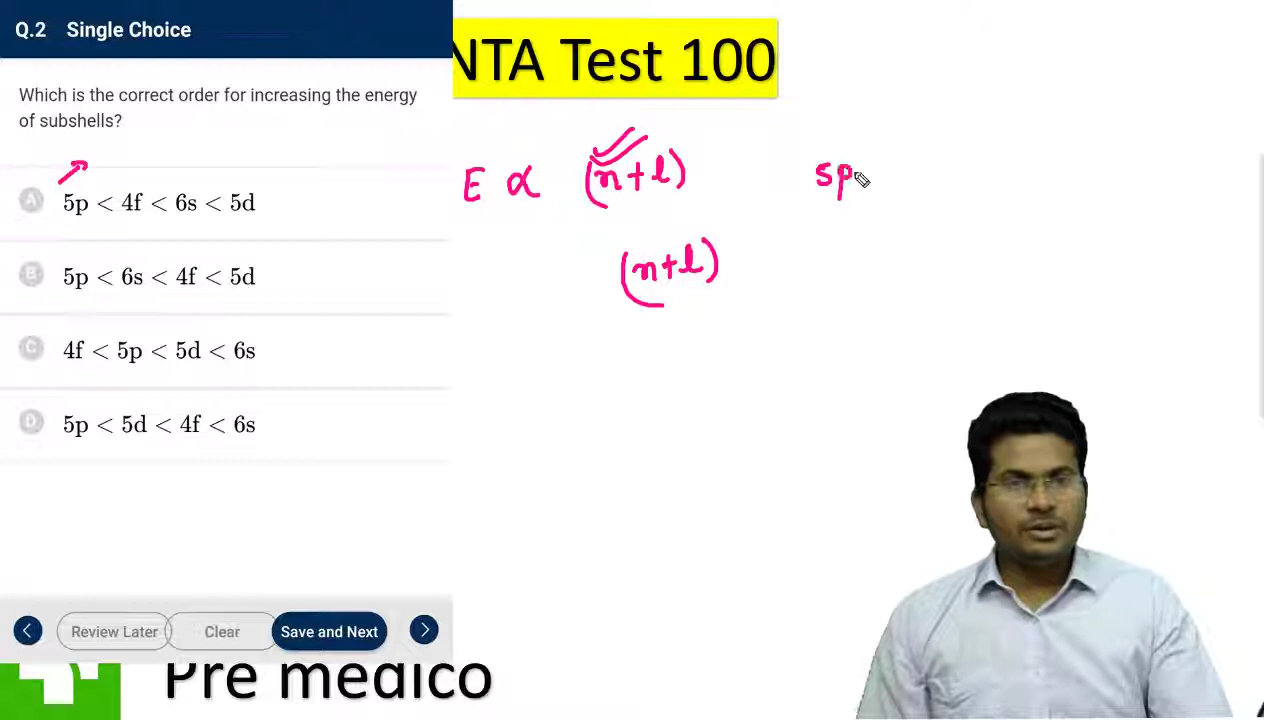 Q.2 Single Choice
NTA Test 100
Which is the correct order for increasing the energy
of subshells?
E ∝ (n+l)
5p
(n+l)
A 5p < 4f < 6s < 5d
B 5p < 6s < 4f < 5d
C 4f < 5p < 5d < 6s
D 5p < 5d < 4f < 6s
Review Later
Clear
Save and Next
Pre medico